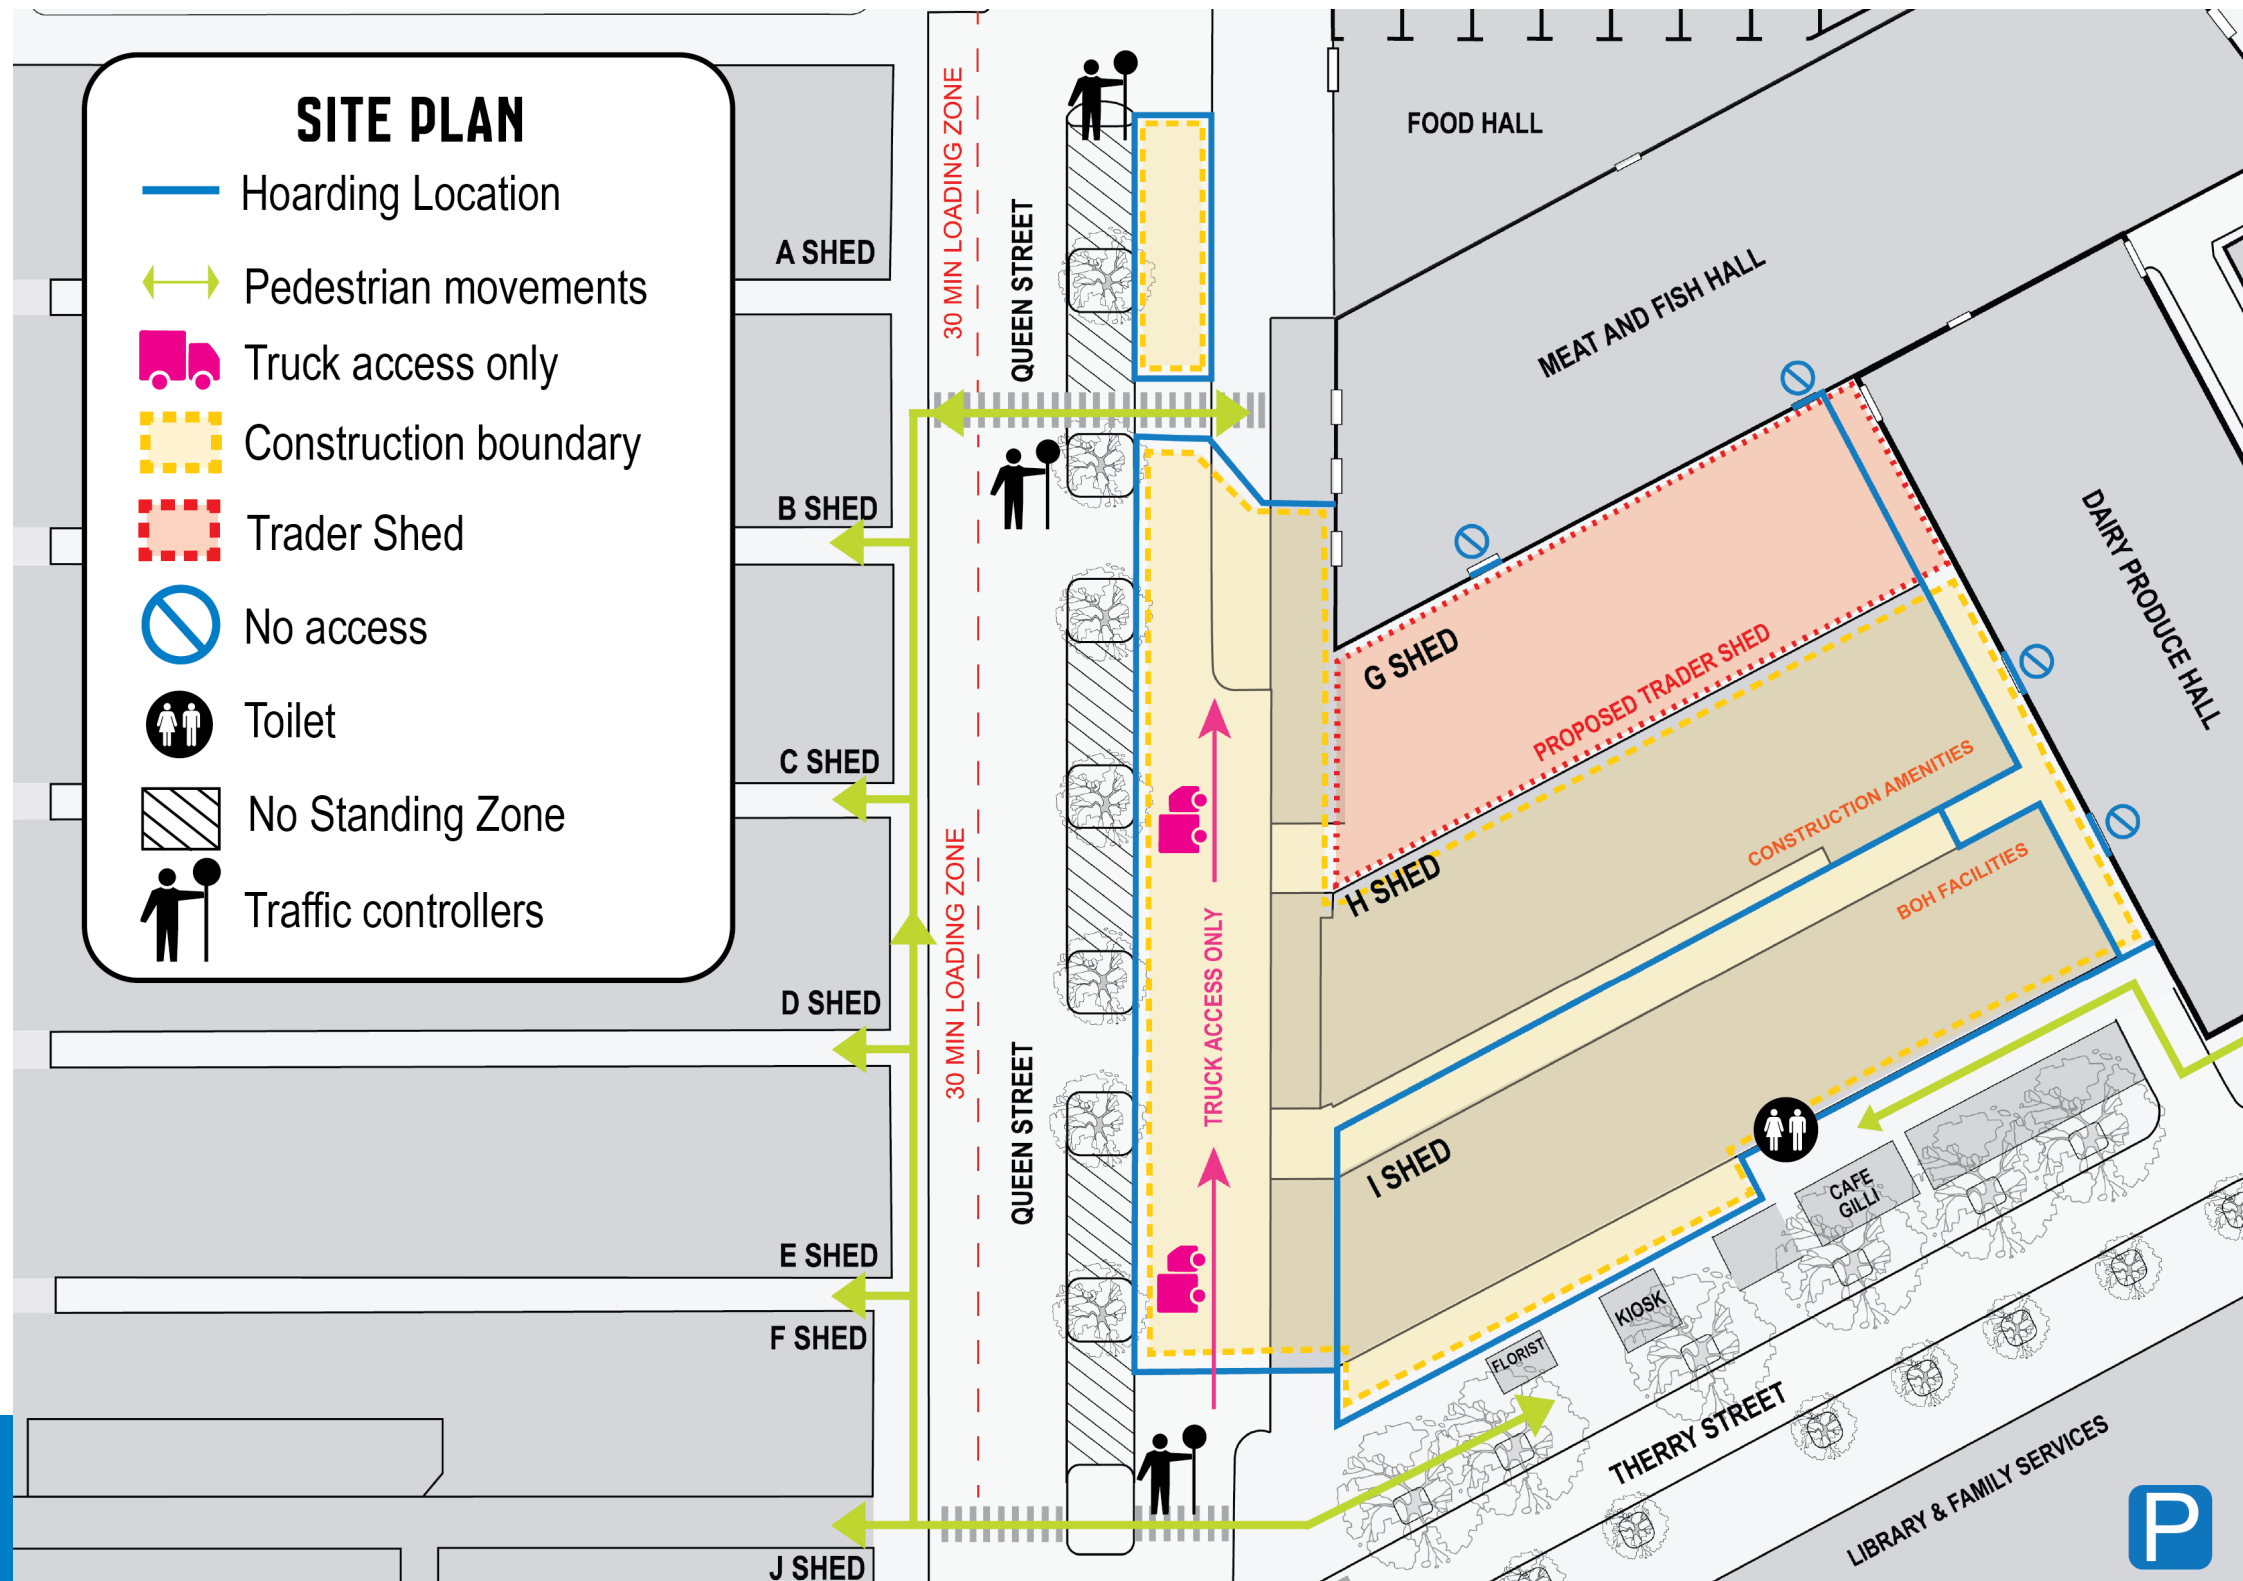 SITE PLAN
Hoarding Location
Pedestrian movements
Truck access only
Construction boundary
Trader Shed
No access
Toilet
No Standing Zone
Traffic controllers
A SHED
B SHED
C SHED
D SHED
E SHED
F SHED
J SHED
30 MIN LOADING ZONE
QUEEN STREET
30 MIN LOADING ZONE
QUEEN STREET
TRUCK ACCESS ONLY
FOOD HALL
MEAT AND FISH HALL
DAIRY PRODUCE HALL
G SHED
PROPOSED TRADER SHED
H SHED
CONSTRUCTION AMENITIES
BOH FACILITIES
I SHED
CAFE
GILLI
KIOSK
FLORIST
THERRY STREET
LIBRARY & FAMILY SERVICES
P